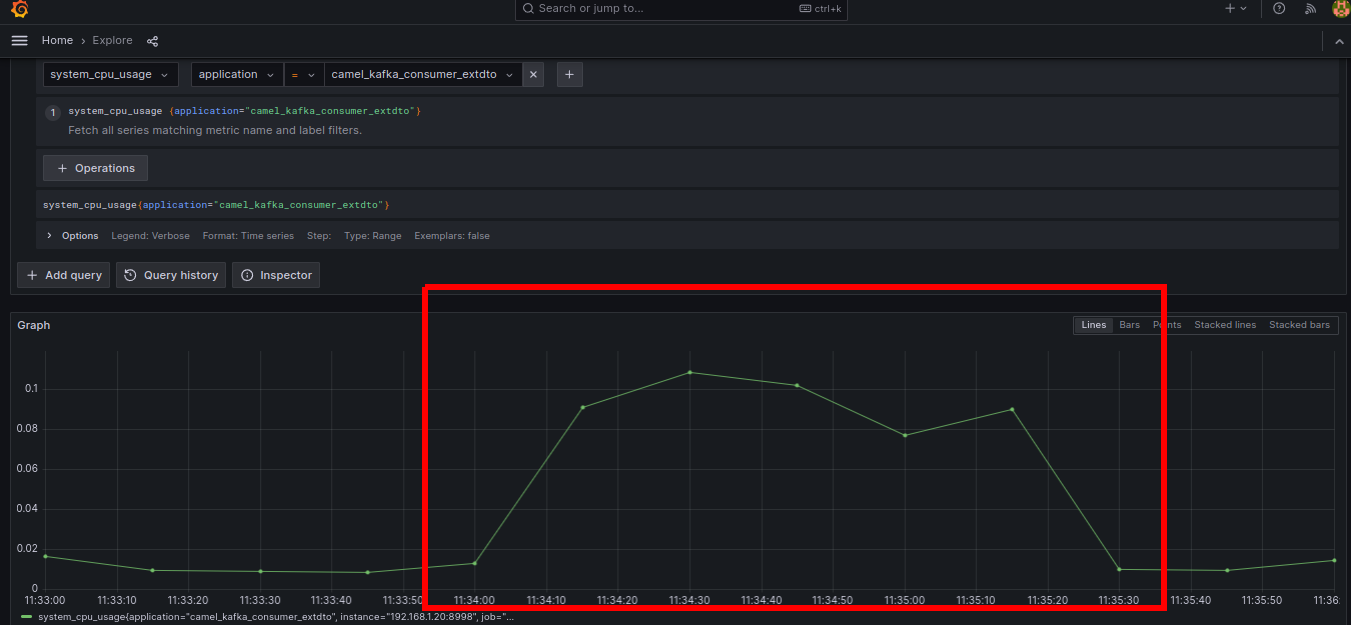 Search or jump to... ctrl+k
Home › Explore
system_cpu_usage application = camel_kafka_consumer_extdto
1 system_cpu_usage {application="camel_kafka_consumer_extdto"}
Fetch all series matching metric name and label filters.
+ Operations
system_cpu_usage{application="camel_kafka_consumer_extdto"}
Options Legend: Verbose Format: Time series Step: Type: Range Exemplars: false
+ Add query Query history Inspector
Graph Lines Bars Points Stacked lines Stacked bars
0.1
0.08
0.06
0.04
0.02
0
11:33:00 11:33:10 11:33:20 11:33:30 11:33:40 11:33:50 11:34:00 11:34:10 11:34:20 11:34:30 11:34:40 11:34:50 11:35:00 11:35:10 11:35:20 11:35:30 11:35:40 11:35:50 11:36:
system_cpu_usage{application="camel_kafka_consumer_extdto", instance="192.168.1.20:8998", job="...